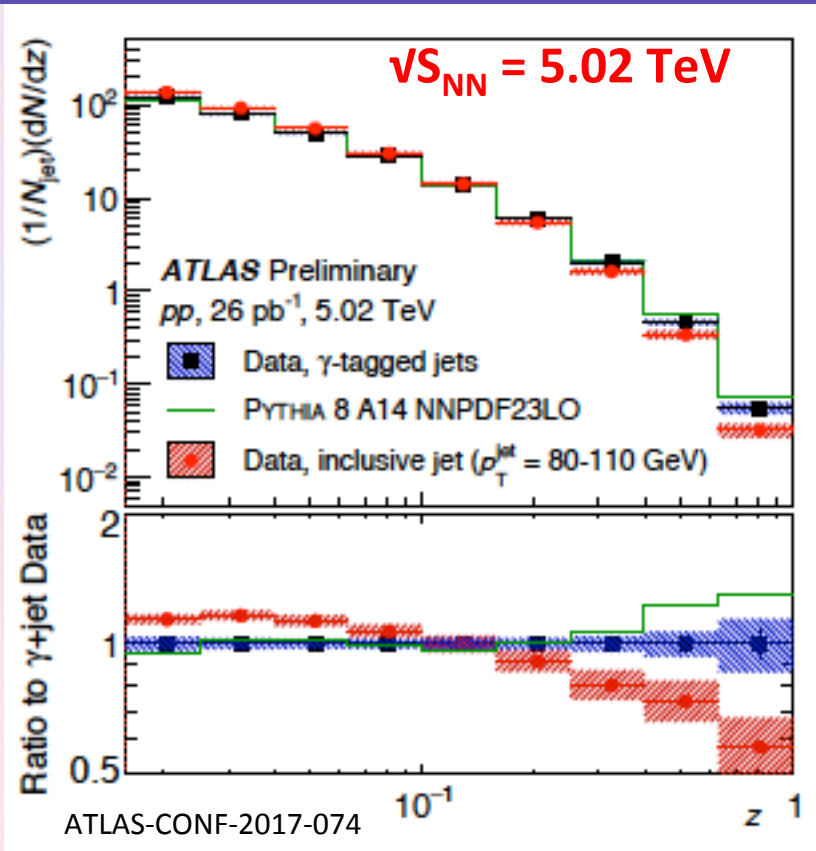 √S_NN = 5.02 TeV
(1/N_jet)(dN/dz)
10²
10
1
10⁻¹
10⁻²
ATLAS Preliminary
pp, 26 pb⁻¹, 5.02 TeV
Data, γ-tagged jets
PYTHIA 8 A14 NNPDF23LO
Data, inclusive jet (p_T^jet = 80-110 GeV)
Ratio to γ+jet Data
2
1
0.5
10⁻¹
z
1
ATLAS-CONF-2017-074